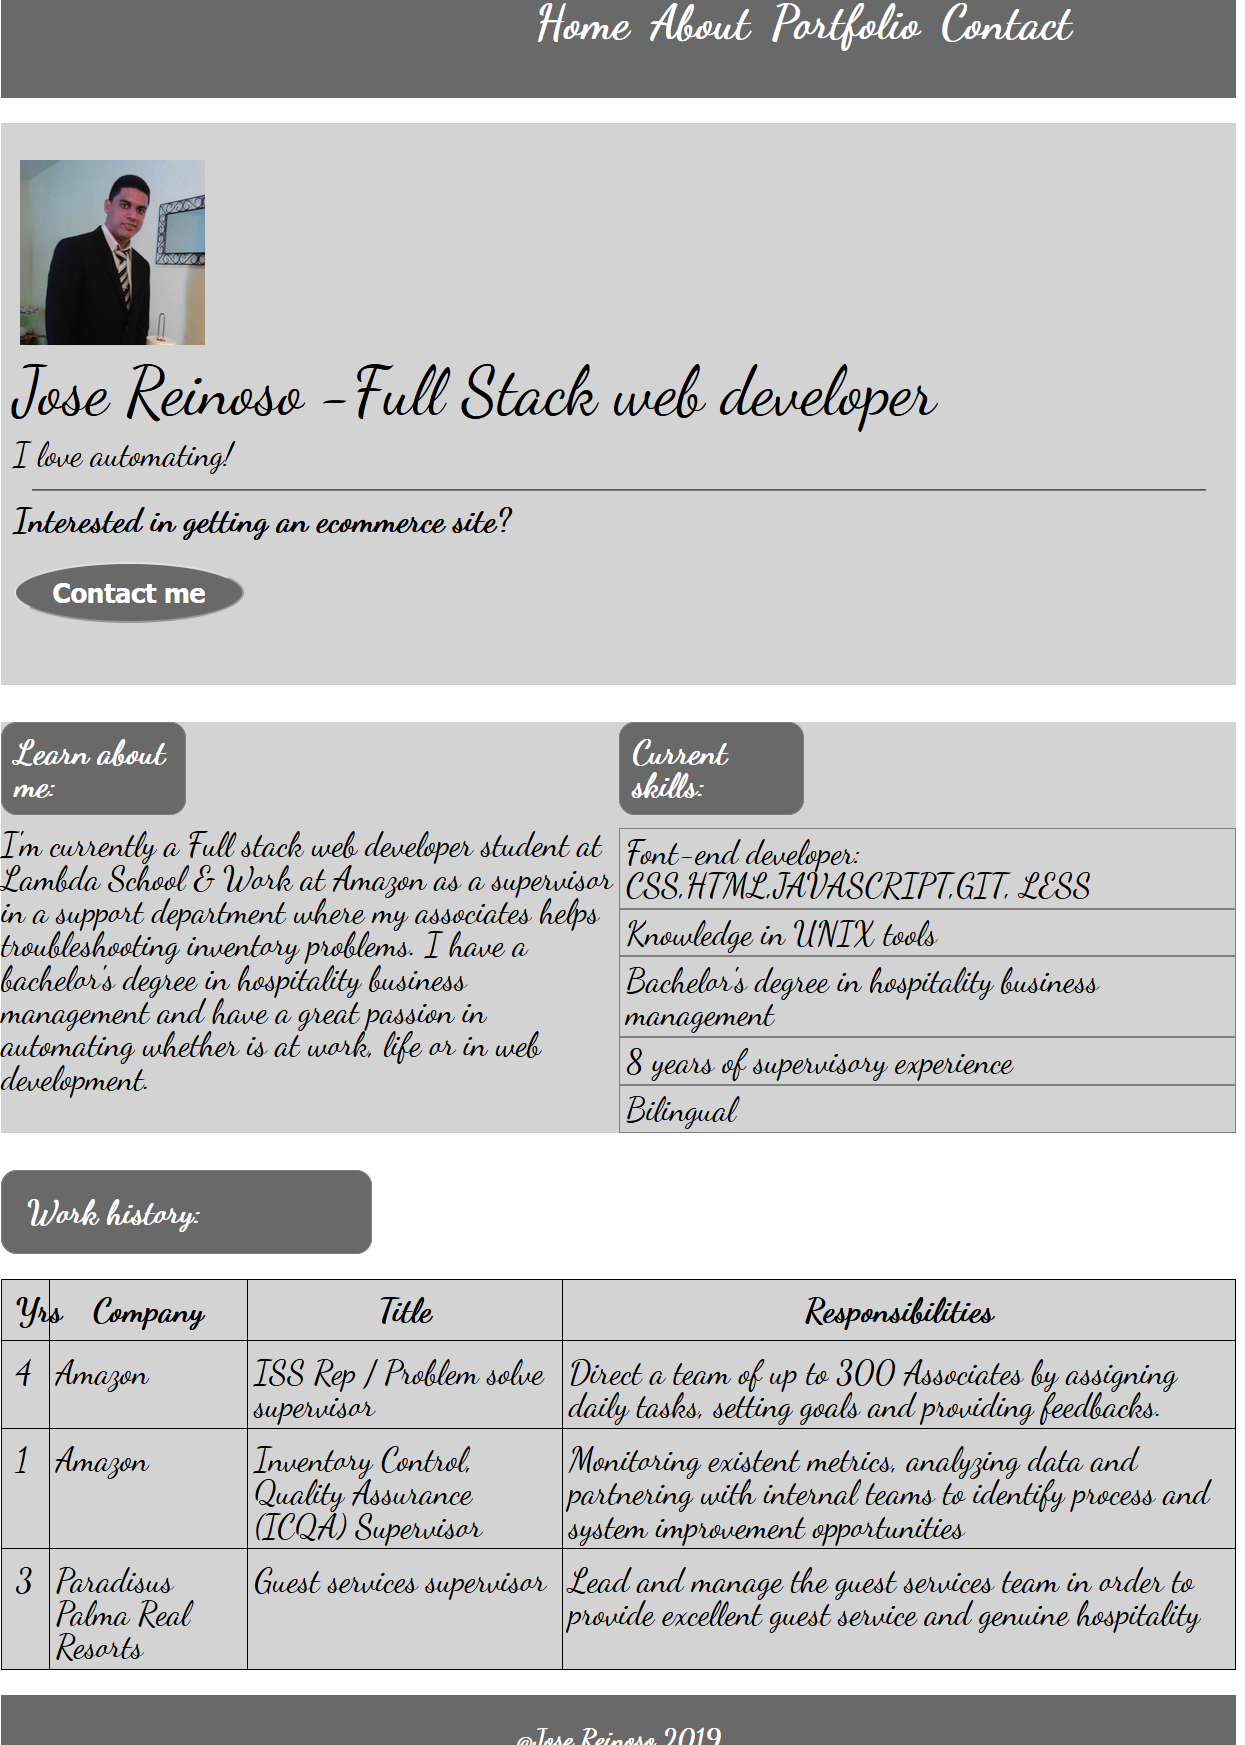 Home About Portfolio Contact
Jose Reinoso -Full Stack web developer
I love automating!
Interested in getting an ecommerce site?
Contact me
Learn about
me:
I'm currently a Full stack web developer student at
Lambda School & Work at Amazon as a supervisor
in a support department where my associates helps
troubleshooting inventory problems. I have a
bachelor's degree in hospitality business
management and have a great passion in
automating whether is at work, life or in web
development.
Current
skills:
Font-end developer:
CSS,HTML,JAVASCRIPT,GIT, LESS
Knowledge in UNIX tools
Bachelor's degree in hospitality business
management
8 years of supervisory experience
Bilingual
Work history:
Yrs Company Title Responsibilities
4 Amazon ISS Rep / Problem solve Direct a team of up to 300 Associates by assigning
supervisor daily tasks, setting goals and providing feedbacks.
1 Amazon Inventory Control, Monitoring existent metrics, analyzing data and
Quality Assurance partnering with internal teams to identify process and
(ICQA) Supervisor system improvement opportunities
3 Paradisus Guest services supervisor Lead and manage the guest services team in order to
Palma Real provide excellent guest service and genuine hospitality
Resorts
@Jose Reinoso 2019